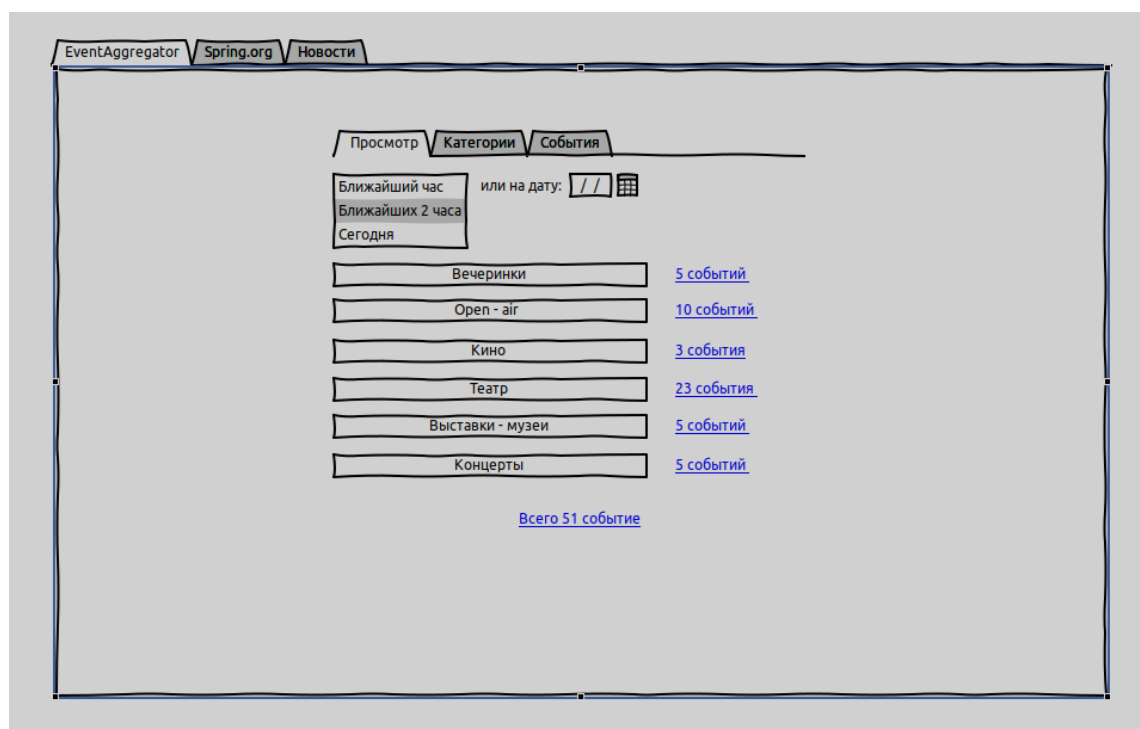 EventAggregator Spring.org Новости
Просмотр Категории События
Ближайший час или на дату: / /
Ближайших 2 часа
Сегодня
Вечеринки 5 событий
Open - air 10 событий
Кино 3 события
Театр 23 события
Выставки - музеи 5 событий
Концерты 5 событий
Всего 51 событие